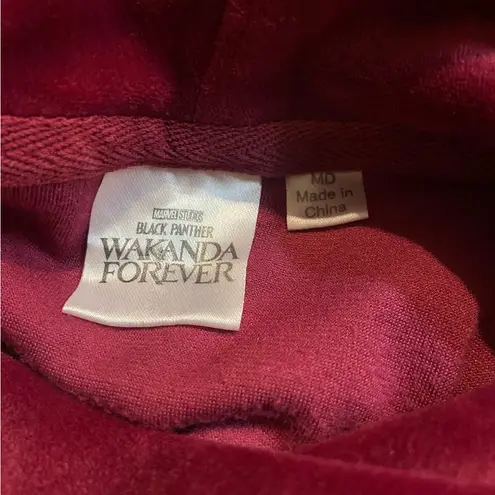 MARVEL STUDIOS
BLACK PANTHER
WAKANDA
FOREVER
MD
Made in
China